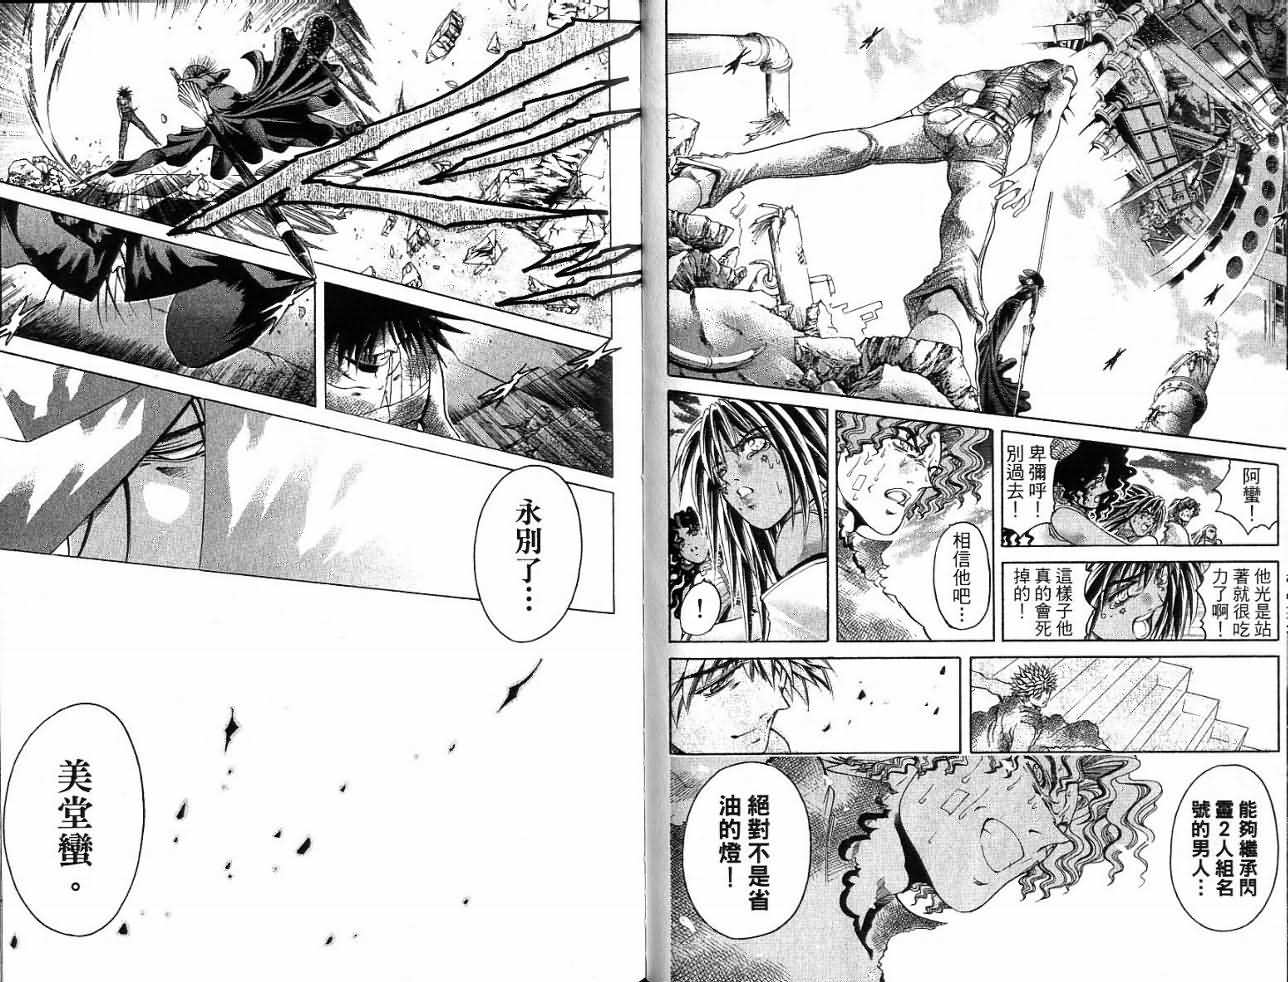 阿蠻！
卑彌呼！
別過去！
他光是站
著就很吃
力了啊！
這樣子他
真的會死
掉的！
相信他吧…
！
能夠繼承閃
靈2人組名
號的男人…
絕對不是省
油的燈！
永別了…
美堂蠻。